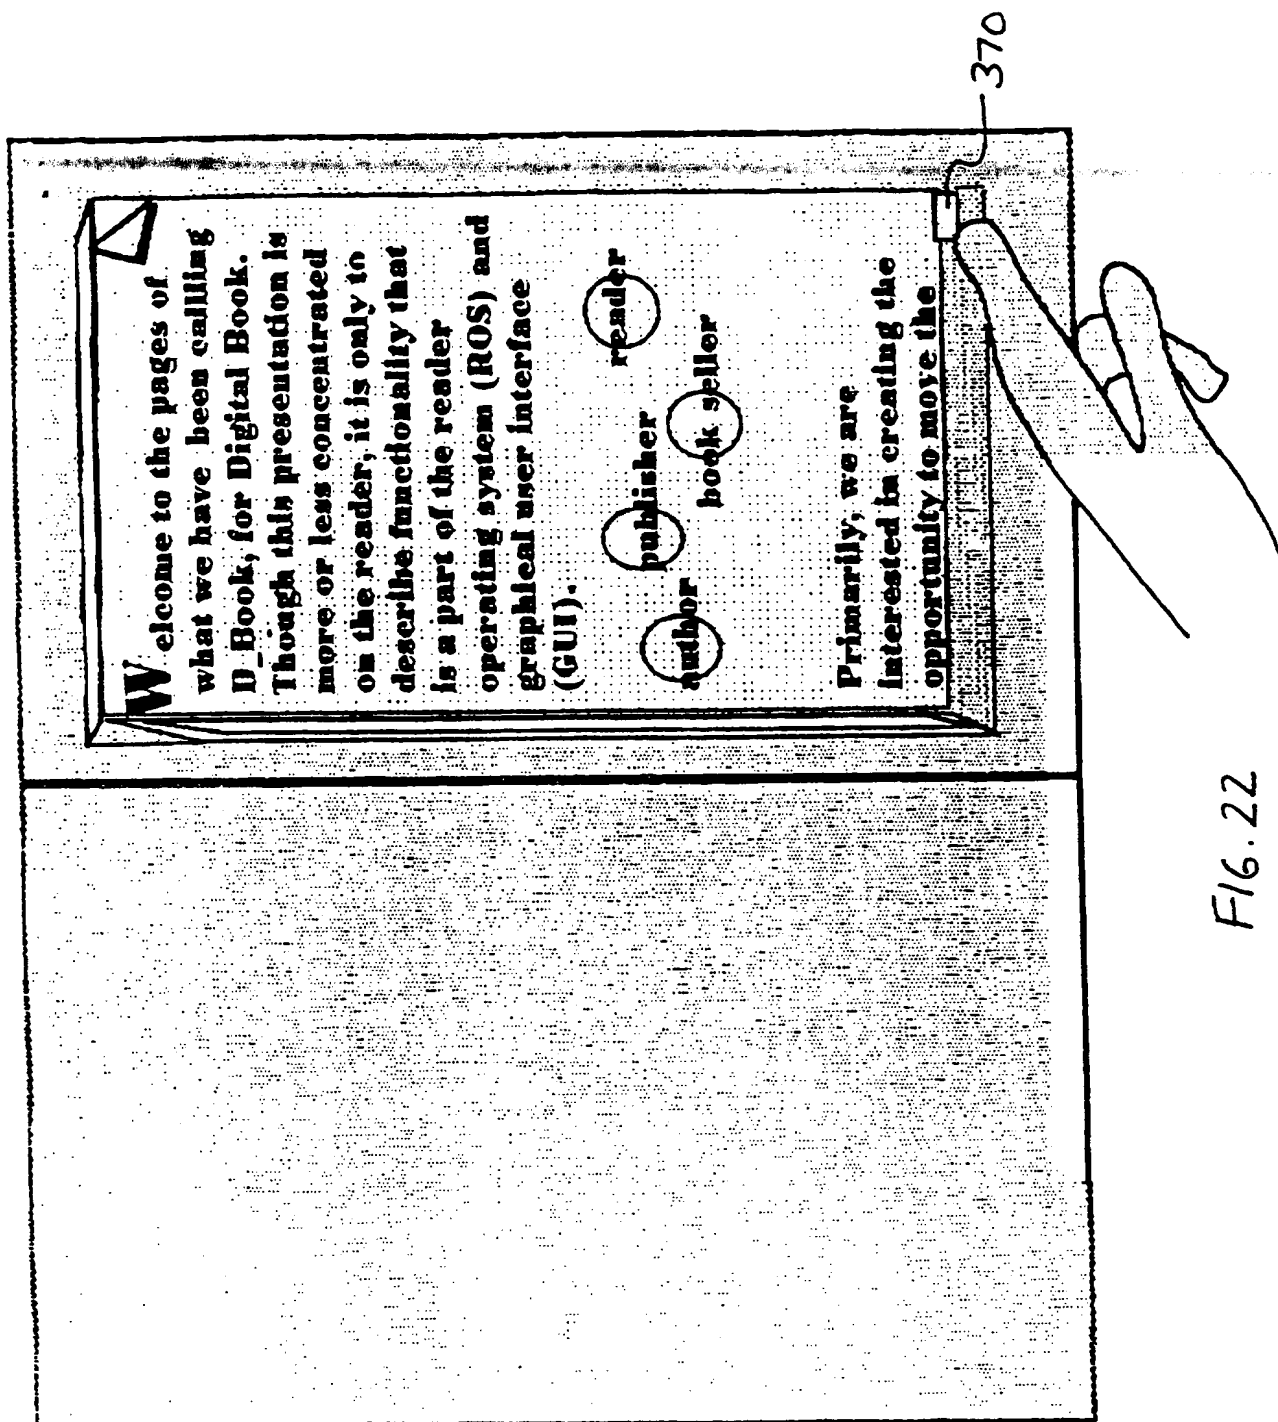 Welcome to the pages of
what we have been callling
D_Book, for Digital Book.
Though this presentation is
more or less concentrated
on the reader, it is only to
describe functionality that
is a part of the reader
operating system (ROS) and
graphical user interface
(GUI).
reader
publisher
author
book seller
Primarily, we are
interested in creating the
opportunity to move the
370
FIG. 22